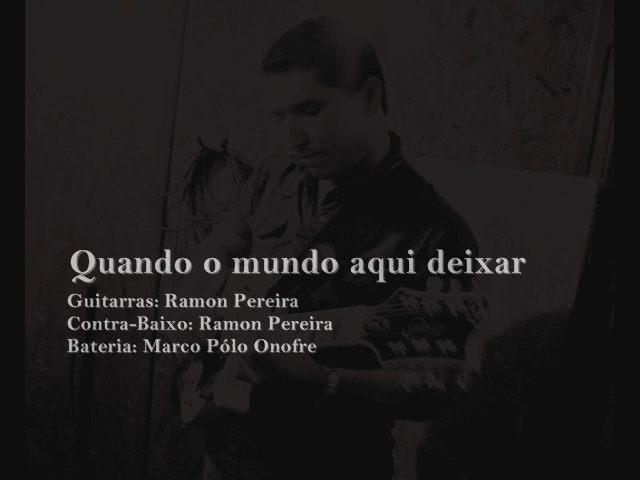 Quando o mundo aqui deixar
Guitarras: Ramon Pereira
Contra-Baixo: Ramon Pereira
Bateria: Marco Pólo Onofre